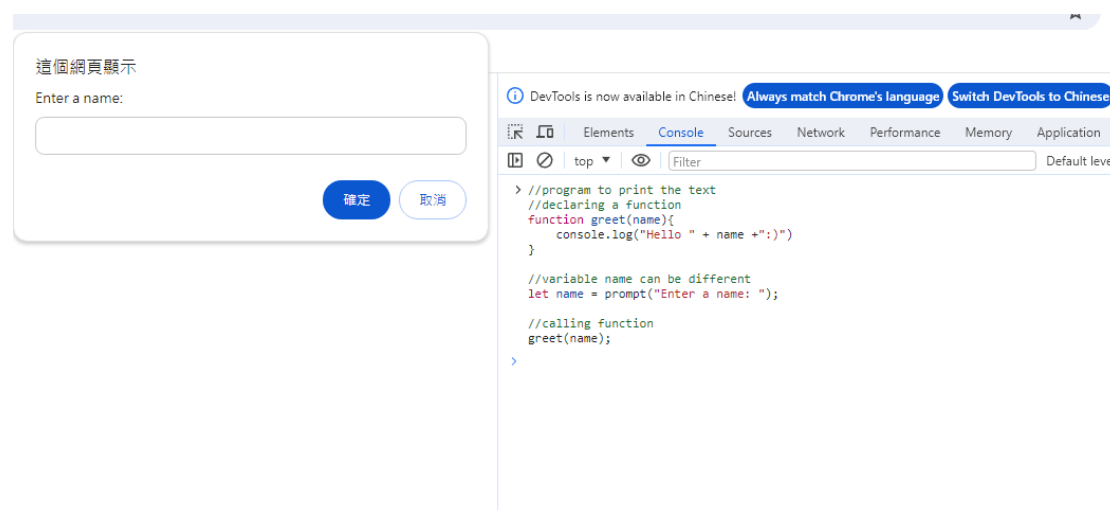 這個網頁顯示
Enter a name:
確定
取消
DevTools is now available in Chinese!
Always match Chrome's language
Switch DevTools to Chinese
Elements
Console
Sources
Network
Performance
Memory
Application
top
Filter
Default leve
//program to print the text
//declaring a function
function greet(name){
console.log("Hello " + name +":)")
}
//variable name can be different
let name = prompt("Enter a name: ");
//calling function
greet(name);